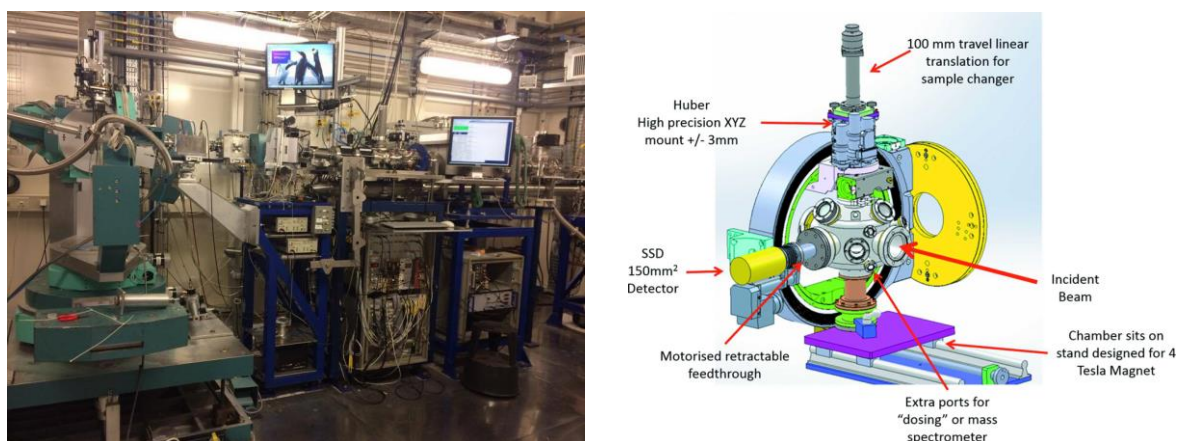 100 mm travel linear
translation for
sample changer
Huber
High precision XYZ
mount +/- 3mm
SSD
150mm²
Detector
Incident
Beam
Motorised retractable
feedthrough
Chamber sits on
stand designed for 4
Tesla Magnet
Extra ports for
“dosing” or mass
spectrometer